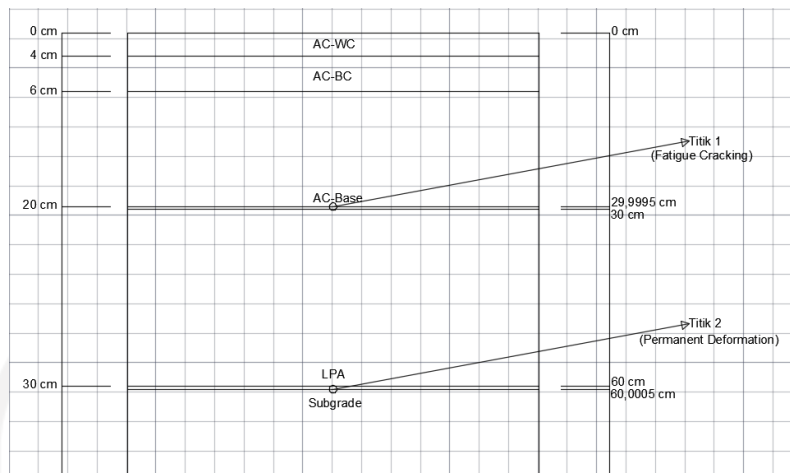 0 cm
0 cm
AC-WC
4 cm
AC-BC
6 cm
Titik 1
(Fatigue Cracking)
AC-Base
20 cm
29,9995 cm
30 cm
Titik 2
(Permanent Deformation)
LPA
30 cm
60 cm
60,0005 cm
Subgrade